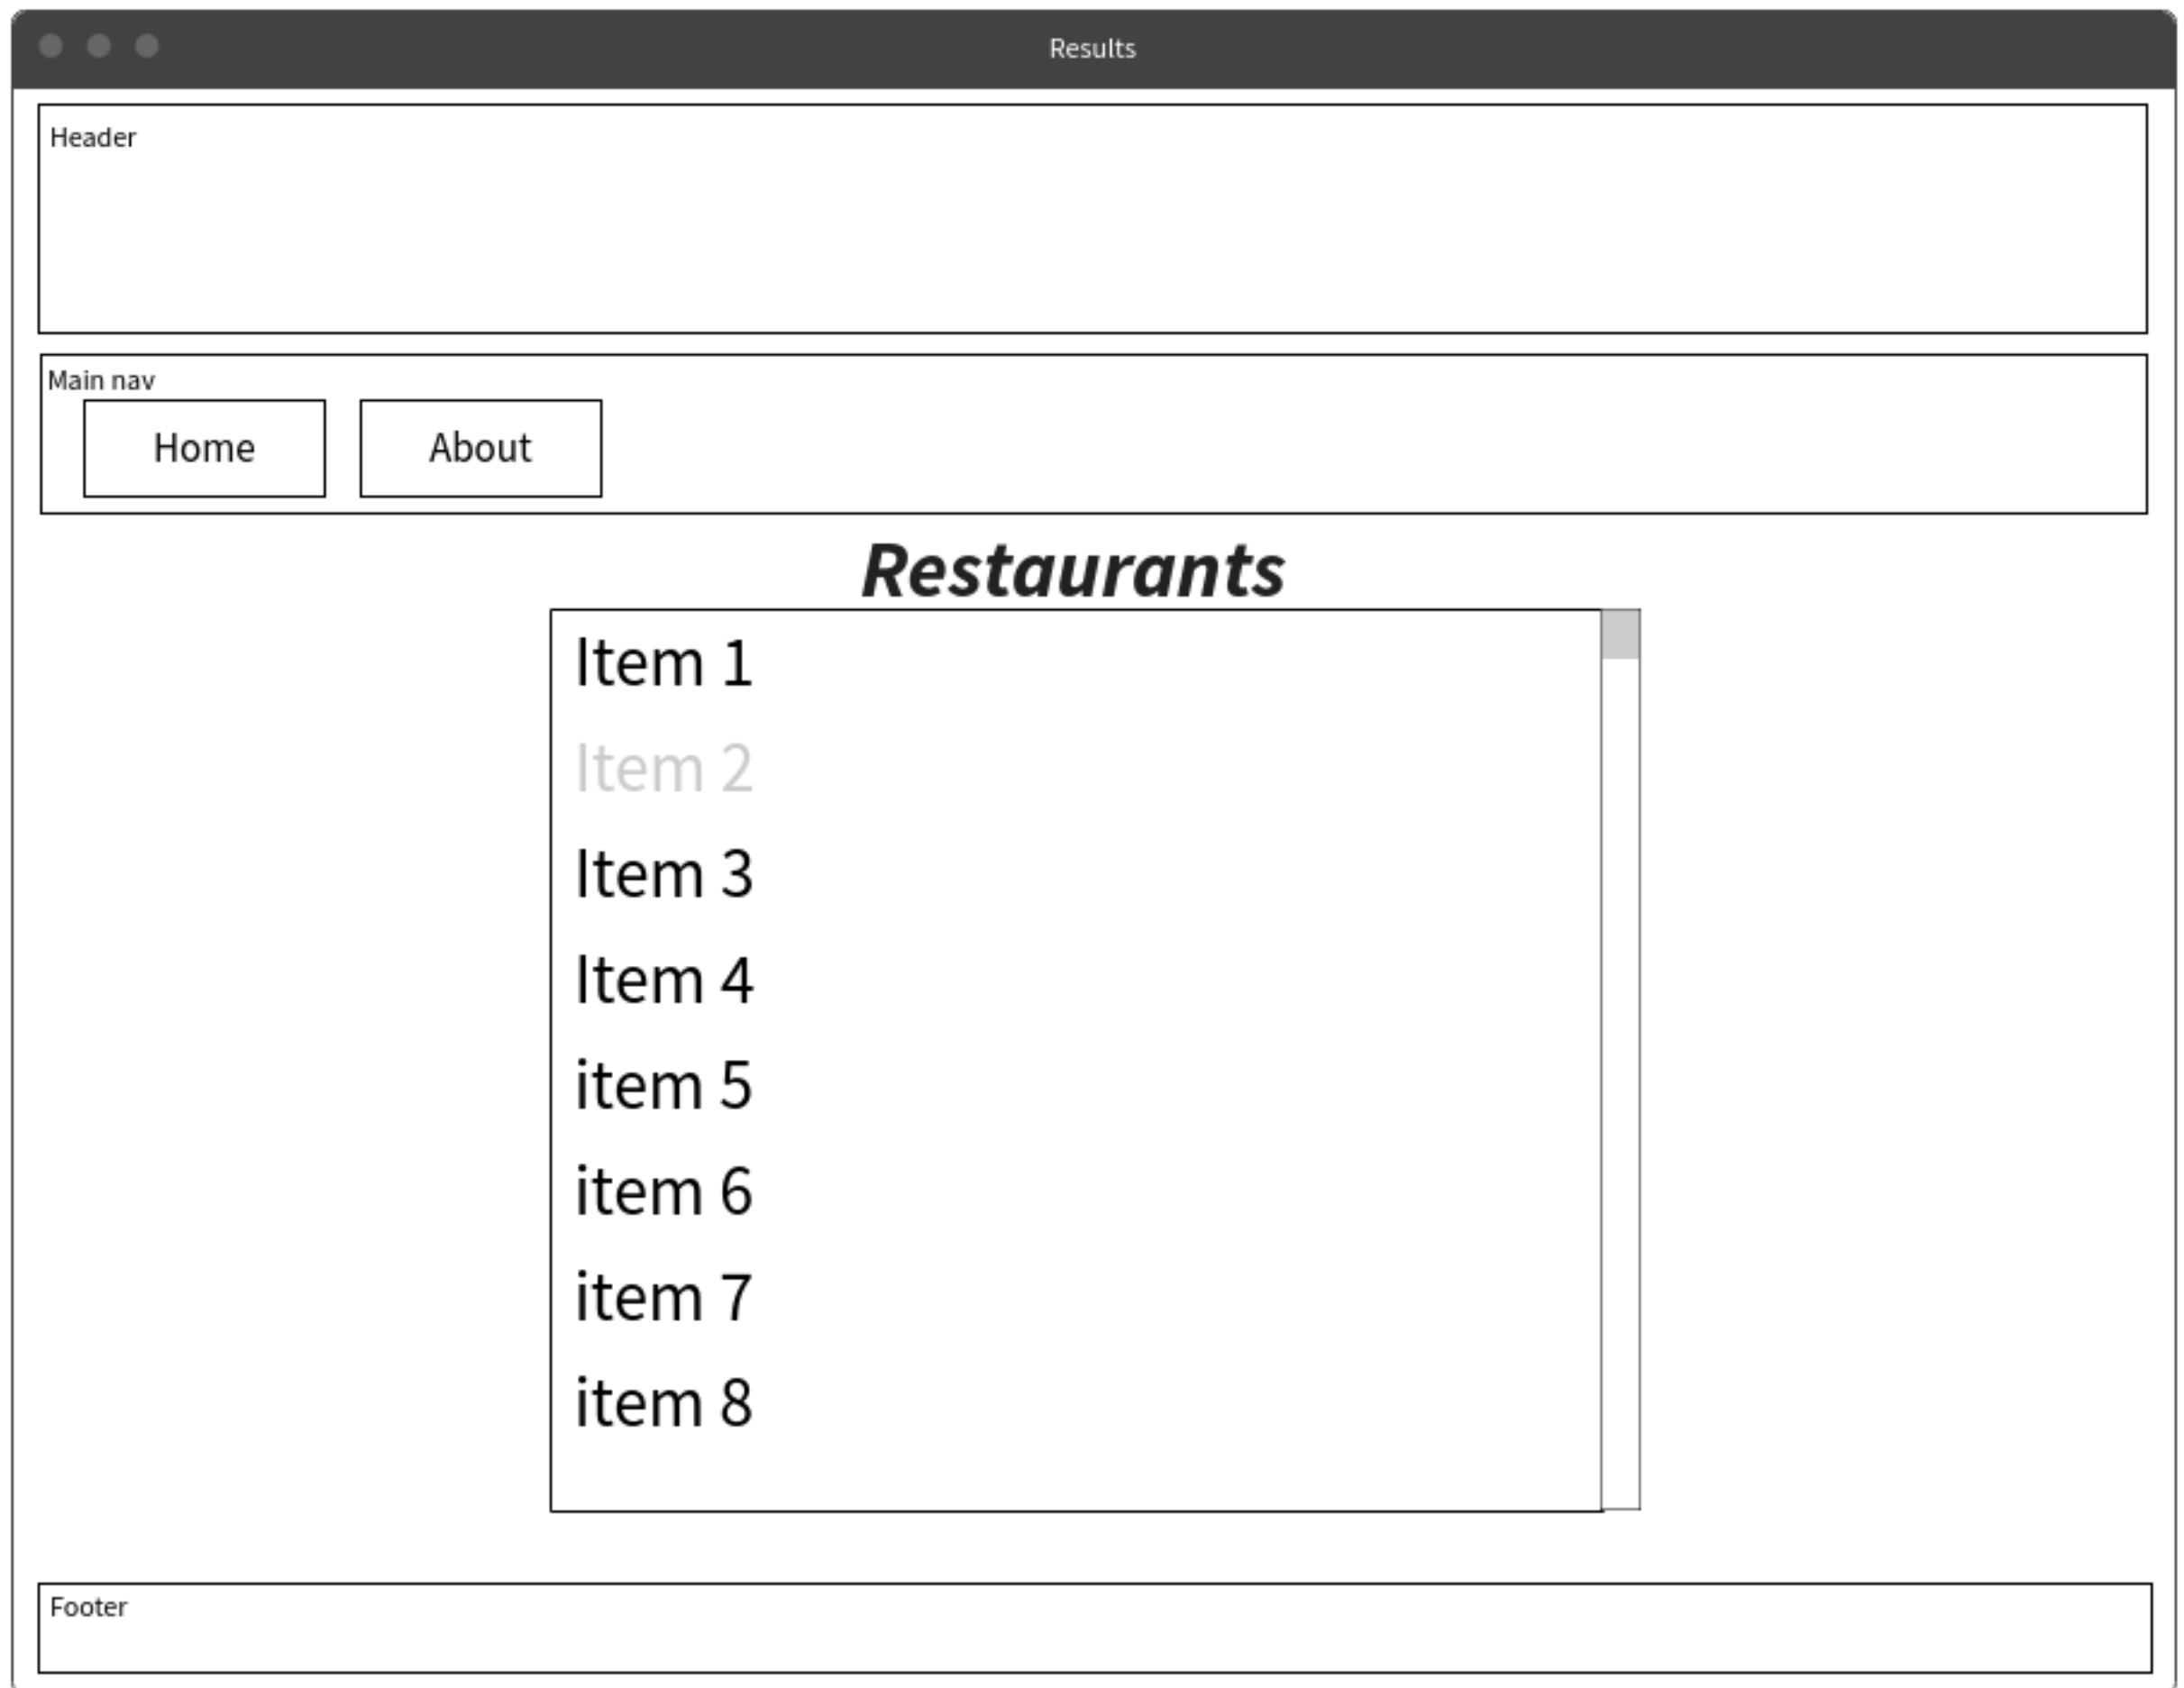 Results
Header
Main nav
Home About
Restaurants
Item 1
Item 2
Item 3
Item 4
item 5
item 6
item 7
item 8
Footer